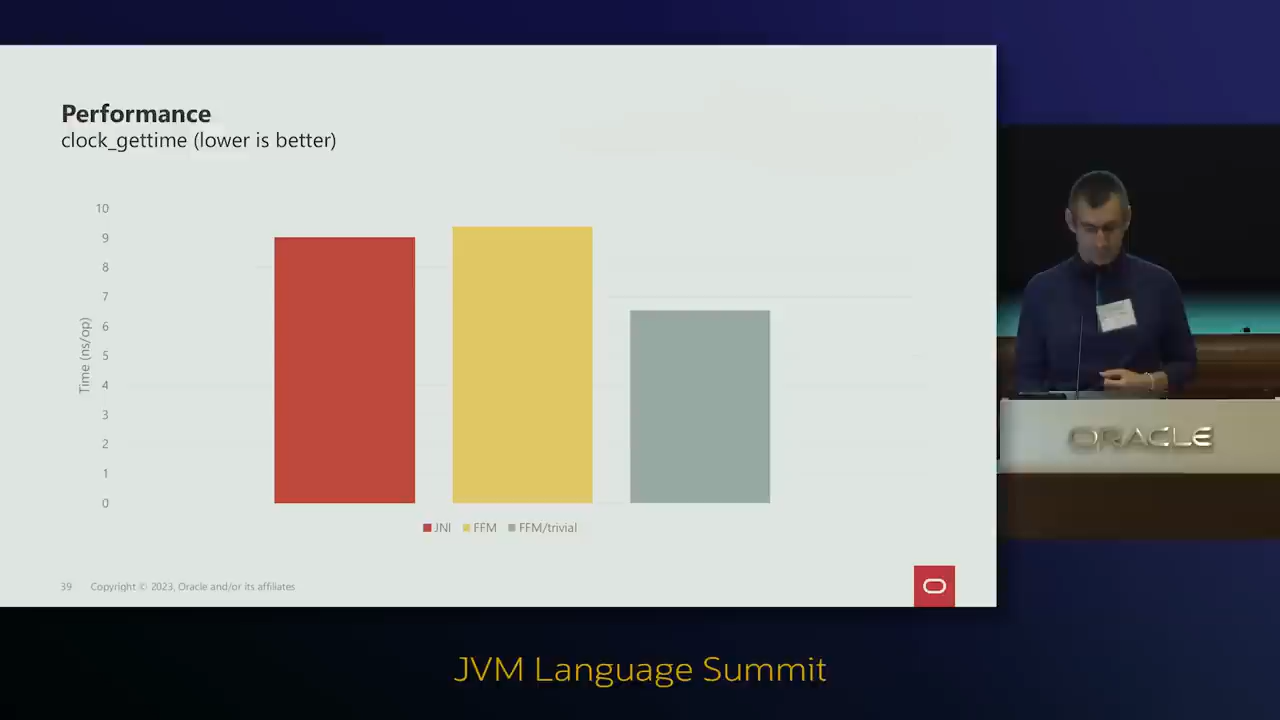 Performance
clock_gettime (lower is better)
10
9
8
7
6
5
4
3
2
1
0
Time (ns/op)
JNI FFM FFM/trivial
39 Copyright © 2023, Oracle and/or its affiliates
ORACLE
JVM Language Summit